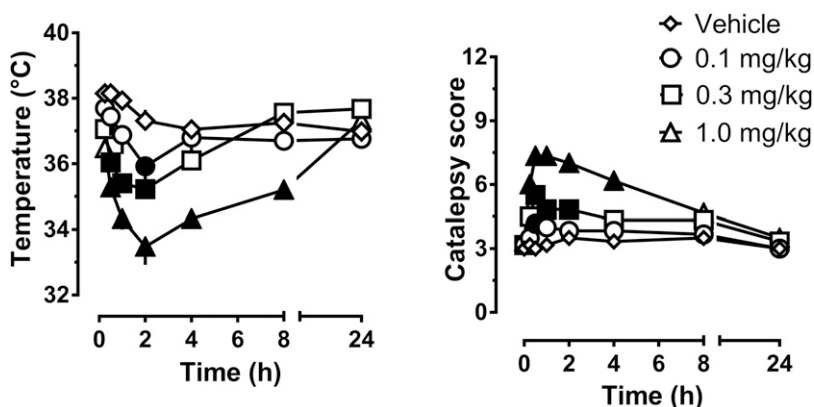 Temperature (°C)
40
38
36
34
32
0 2 4 6 8 24
Time (h)
Catalepsy score
12
9
6
3
0
0 2 4 6 8 24
Time (h)
Vehicle
0.1 mg/kg
0.3 mg/kg
1.0 mg/kg